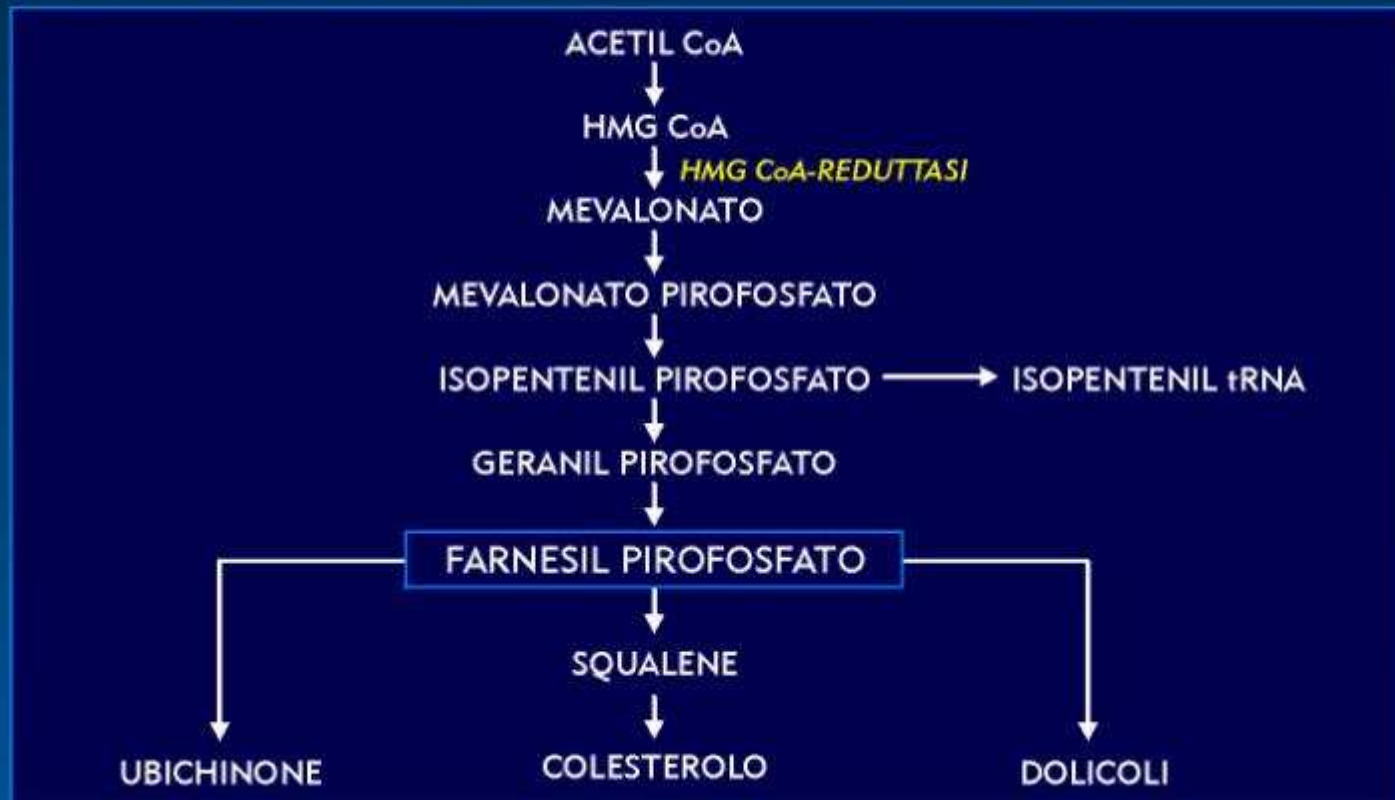 ACETIL CoA
HMG CoA
HMG CoA-REDUTTASI
MEVALONATO
MEVALONATO PIROFOSFATO
ISOPENTENIL PIROFOSFATO
ISOPENTENIL tRNA
GERANIL PIROFOSFATO
FARNESIL PIROFOSFATO
SQUALENE
UBICHINONE
COLESTEROLO
DOLICOLI